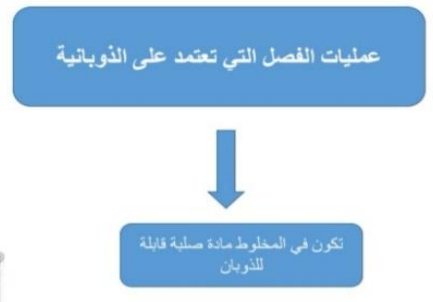 عمليات الفصل التي تعتمد على الذوبانية
تكون في المخلوط مادة صلبة قابلة
للذوبان